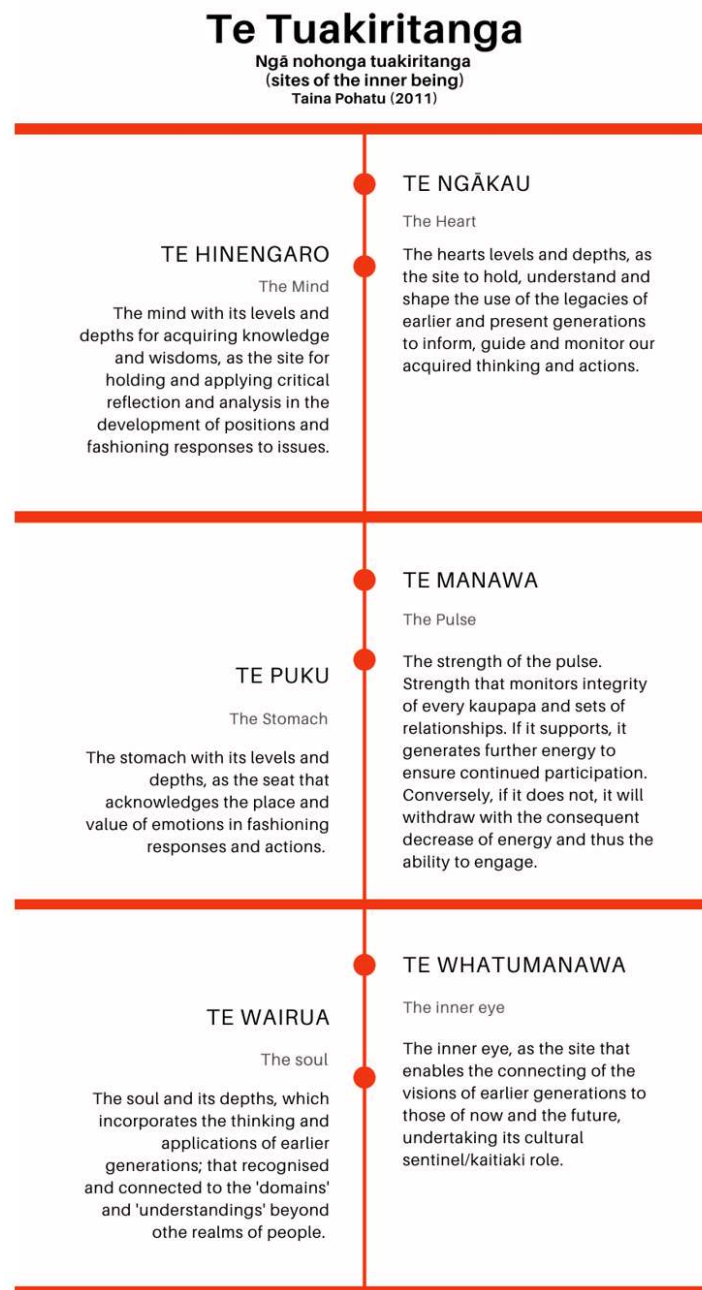 Te Tuakiritanga
Ngā nohonga tuakiritanga
(sites of the inner being)
Taina Pohatu (2011)
TE NGĀKAU
The Heart
The hearts levels and depths, as
the site to hold, understand and
shape the use of the legacies of
earlier and present generations
to inform, guide and monitor our
acquired thinking and actions.
TE HINENGARO
The Mind
The mind with its levels and
depths for acquiring knowledge
and wisdoms, as the site for
holding and applying critical
reflection and analysis in the
development of positions and
fashioning responses to issues.
TE MANAWA
The Pulse
The strength of the pulse.
Strength that monitors integrity
of every kaupapa and sets of
relationships. If it supports, it
generates further energy to
ensure continued participation.
Conversely, if it does not, it will
withdraw with the consequent
decrease of energy and thus the
ability to engage.
TE PUKU
The Stomach
The stomach with its levels and
depths, as the seat that
acknowledges the place and
value of emotions in fashioning
responses and actions.
TE WHATUMANAWA
The inner eye
The inner eye, as the site that
enables the connecting of the
visions of earlier generations to
those of now and the future,
undertaking its cultural
sentinel/kaitiaki role.
TE WAIRUA
The soul
The soul and its depths, which
incorporates the thinking and
applications of earlier
generations; that recognised
and connected to the 'domains'
and 'understandings' beyond
othe realms of people.